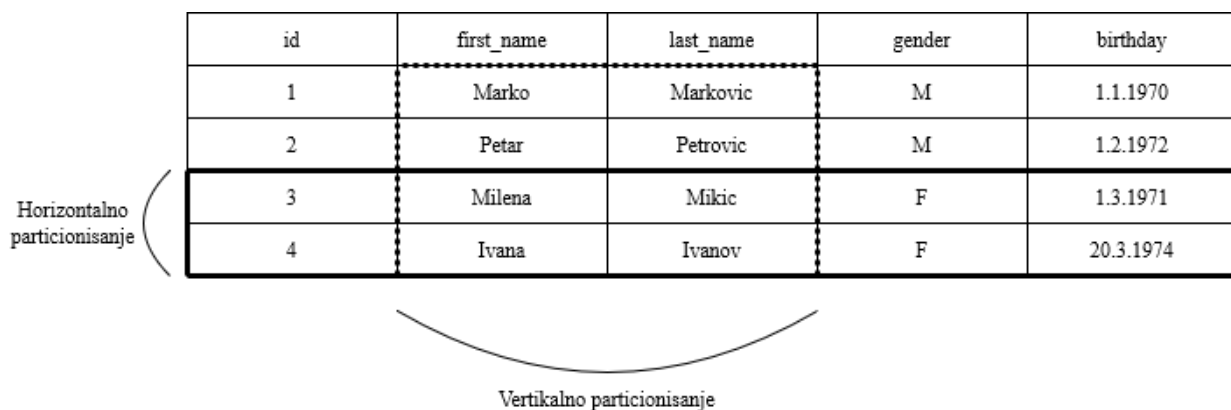 id first_name last_name gender birthday
1 Marko Markovic M 1.1.1970
2 Petar Petrovic M 1.2.1972
3 Milena Mikic F 1.3.1971
4 Ivana Ivanov F 20.3.1974
Horizontalno
particionisanje
Vertikalno particionisanje